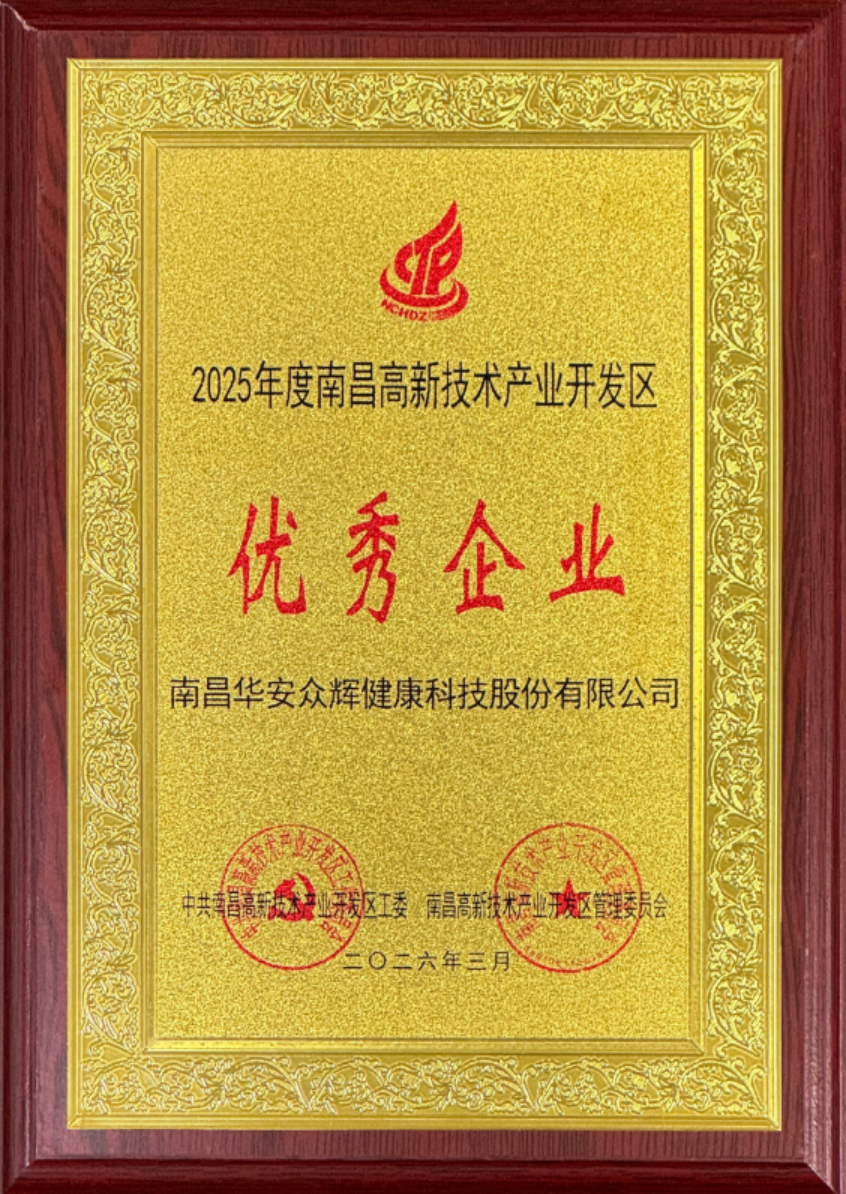 NCHDZ
2025年度南昌高新技术产业开发区
优秀企业
南昌华安众辉健康科技股份有限公司
中共南昌高新技术产业开发区工委 南昌高新技术产业开发区管理委员会
二〇二六年三月